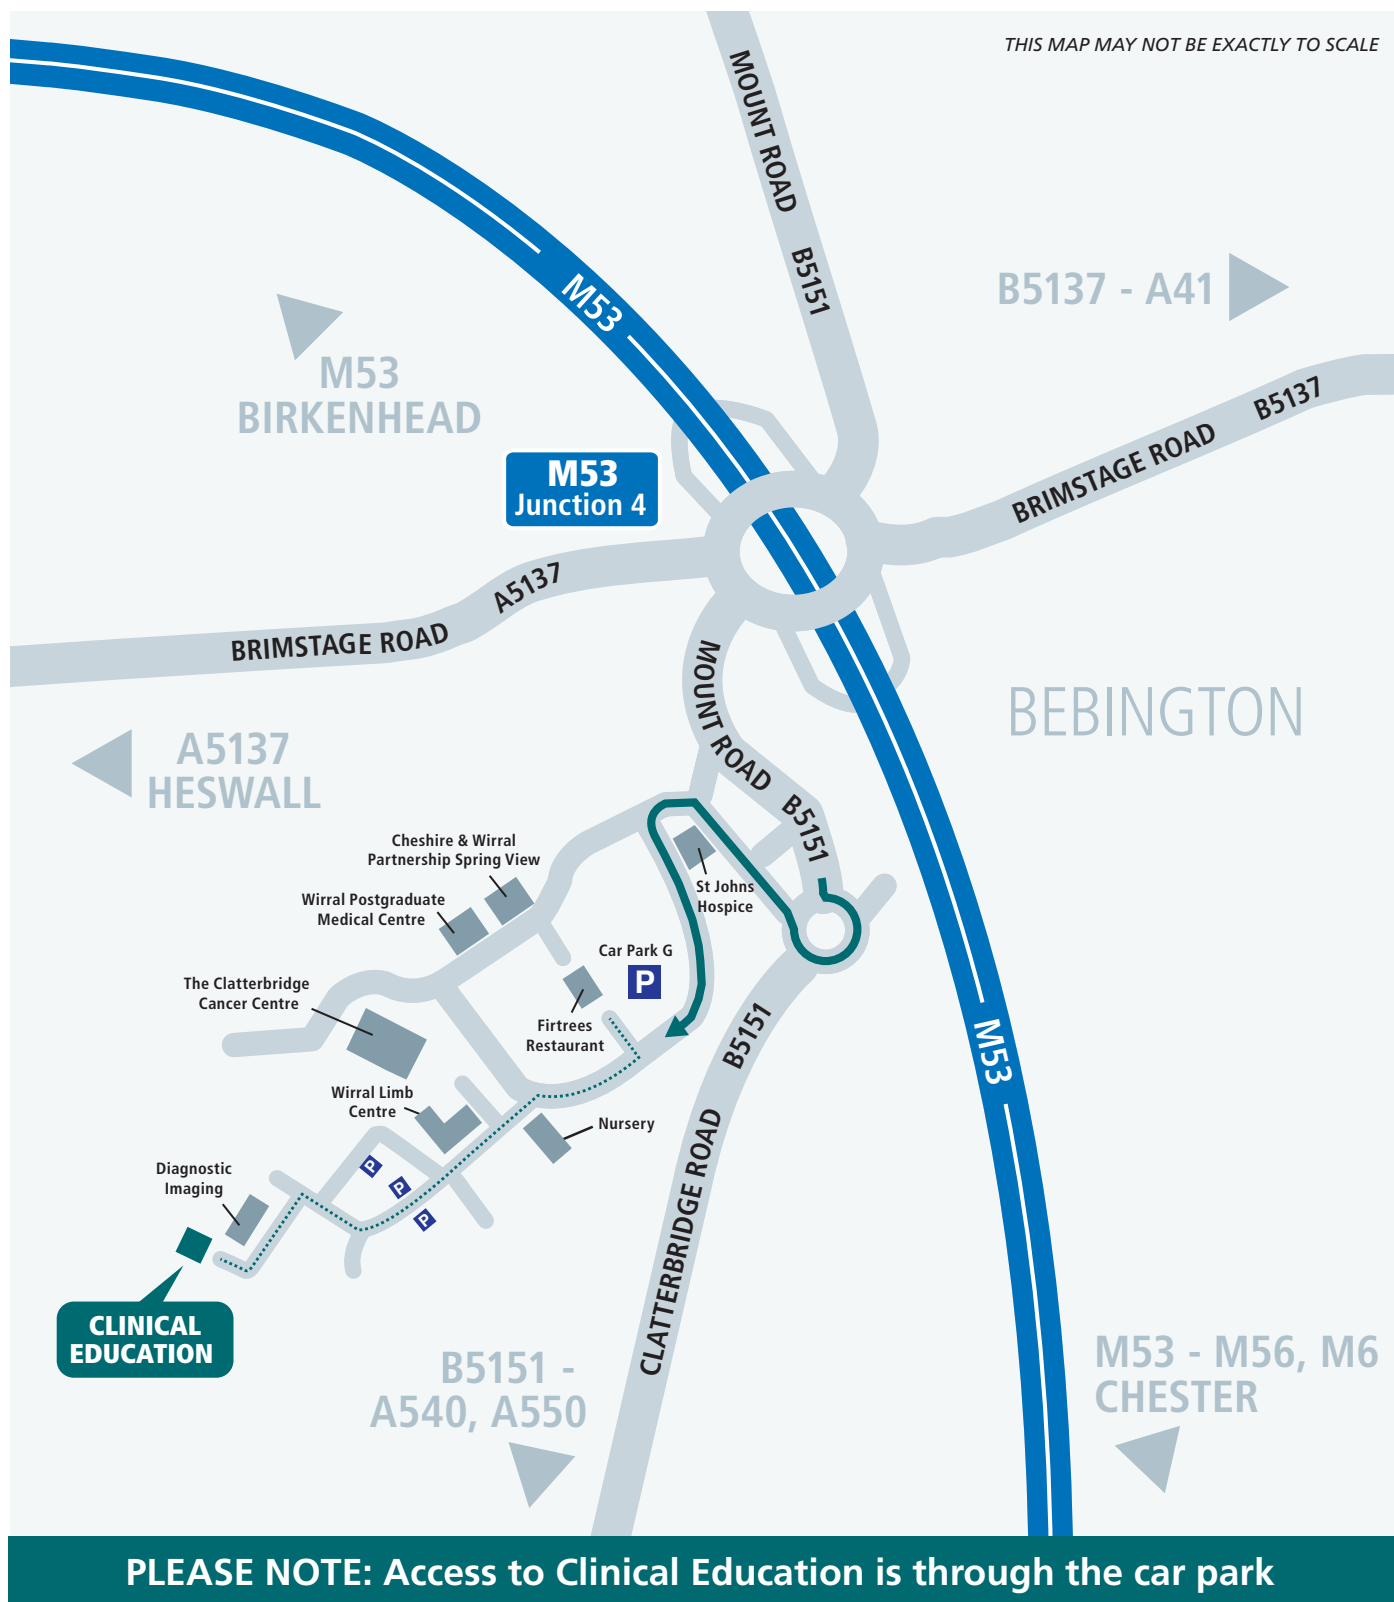 THIS MAP MAY NOT BE EXACTLY TO SCALE
MOUNT ROAD
B5151
B5137 - A41
M53
M53
BIRKENHEAD
B5137
BRIMSTAGE ROAD
M53
Junction 4
A5137
BRIMSTAGE ROAD
MOUNT ROAD
B5151
BEBINGTON
A5137
HESWALL
Cheshire & Wirral
Partnership Spring View
Wirral Postgraduate
Medical Centre
St Johns
Hospice
Car Park G
P
The Clatterbridge
Cancer Centre
Firtrees
Restaurant
B5151
M53
Wirral Limb
Centre
Nursery
CLATTERBRIDGE ROAD
Diagnostic
Imaging
P
P
P
CLINICAL
EDUCATION
B5151 -
A540, A550
M53 - M56, M6
CHESTER
PLEASE NOTE: Access to Clinical Education is through the car park